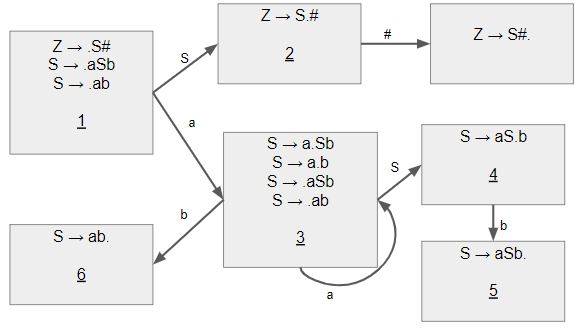 Z → .S#
S → .aSb
S → .ab
1
S
a
Z → S.#
2
#
Z → S#.
S → a.Sb
S → a.b
S → .aSb
S → .ab
3
S
a
b
S → ab.
6
S → aS.b
4
b
S → aSb.
5